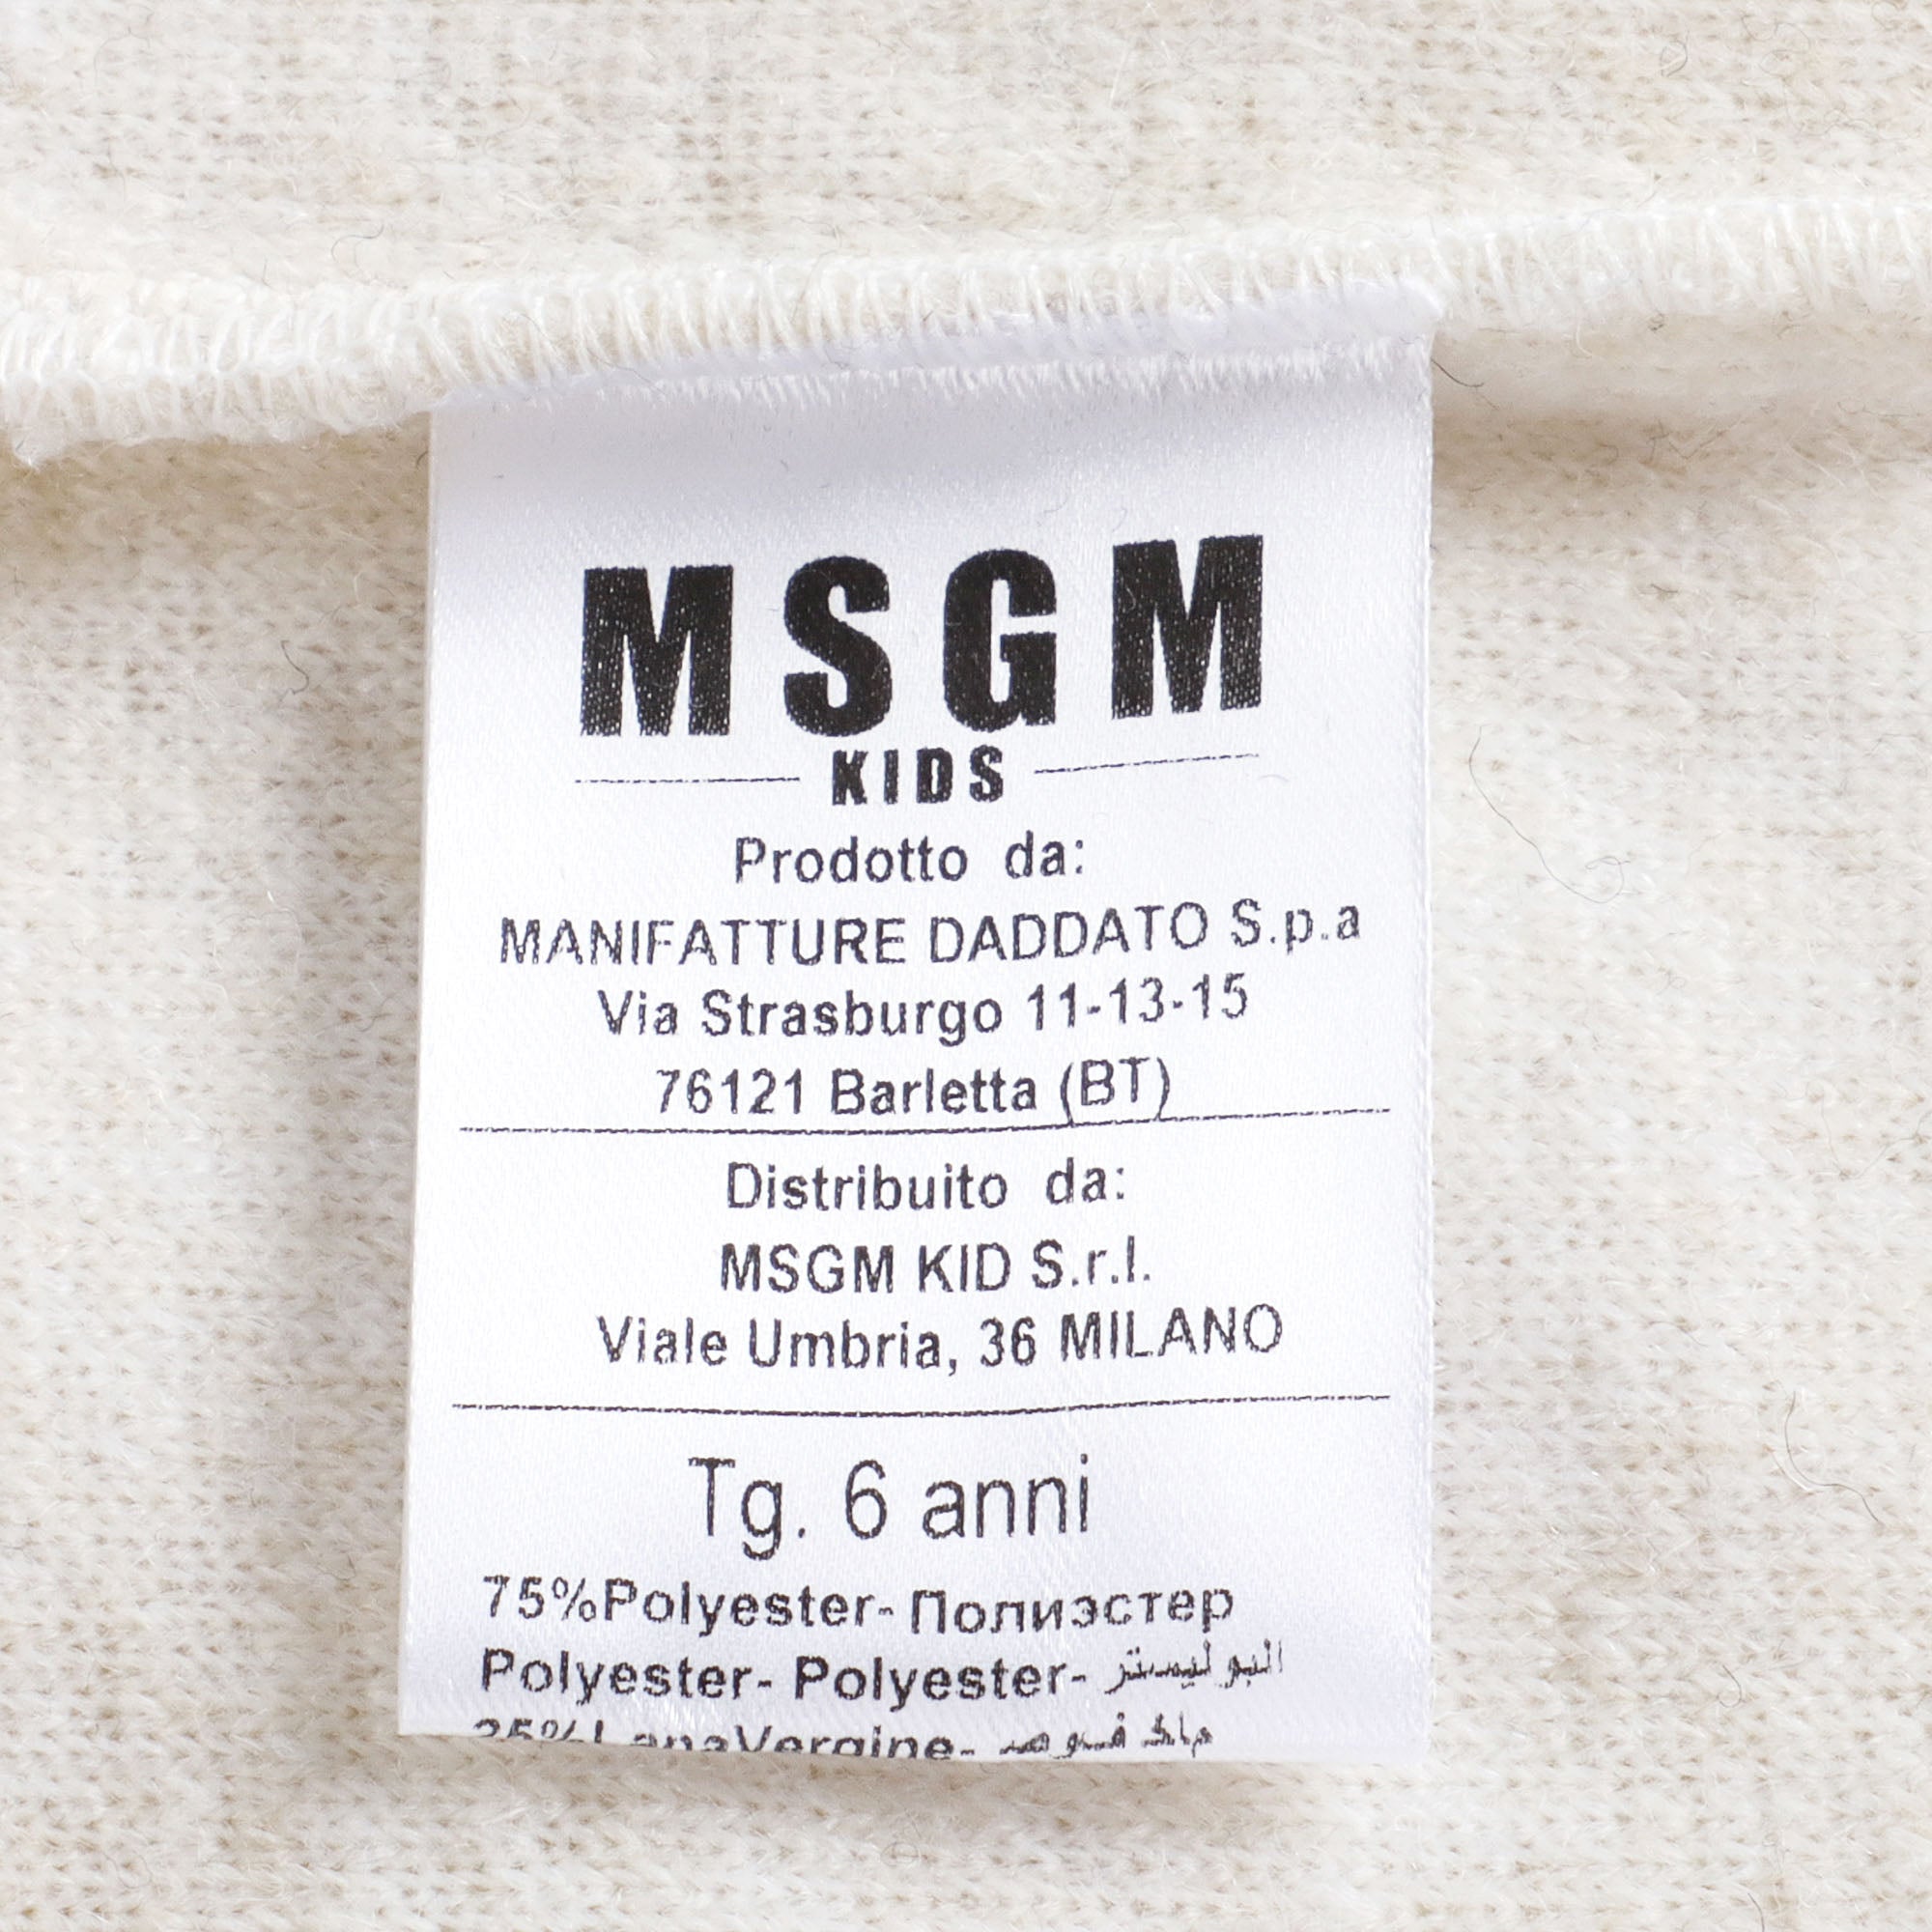 MSGM
KIDS
Prodotto da:
MANIFATTURE DADDATO S.p.a
Via Strasburgo 11-13-15
76121 Barletta (BT)
Distribuito da:
MSGM KID S.r.l.
Viale Umbria, 36 MILANO
Tg. 6 anni
75%Polyester- Полиэстер
Polyester- Polyester- البوليستر
LanaVergine-